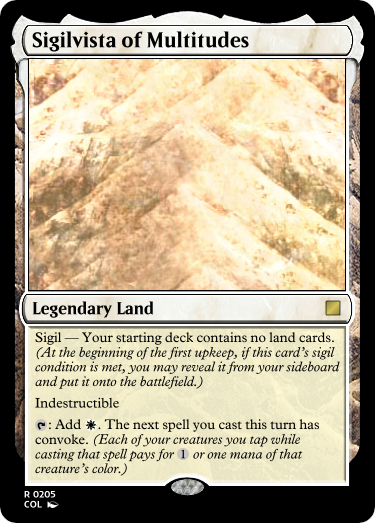 Sigilvista of Multitudes
Legendary Land
Sigil — Your starting deck contains no land cards.
(At the beginning of the first upkeep, if this card's sigil
condition is met, you may reveal it from your sideboard
and put it onto the battlefield.)
Indestructible
: Add . The next spell you cast this turn has
convoke. (Each of your creatures you tap while
casting that spell pays for 1 or one mana of that
creature's color.)
R 0205
COL